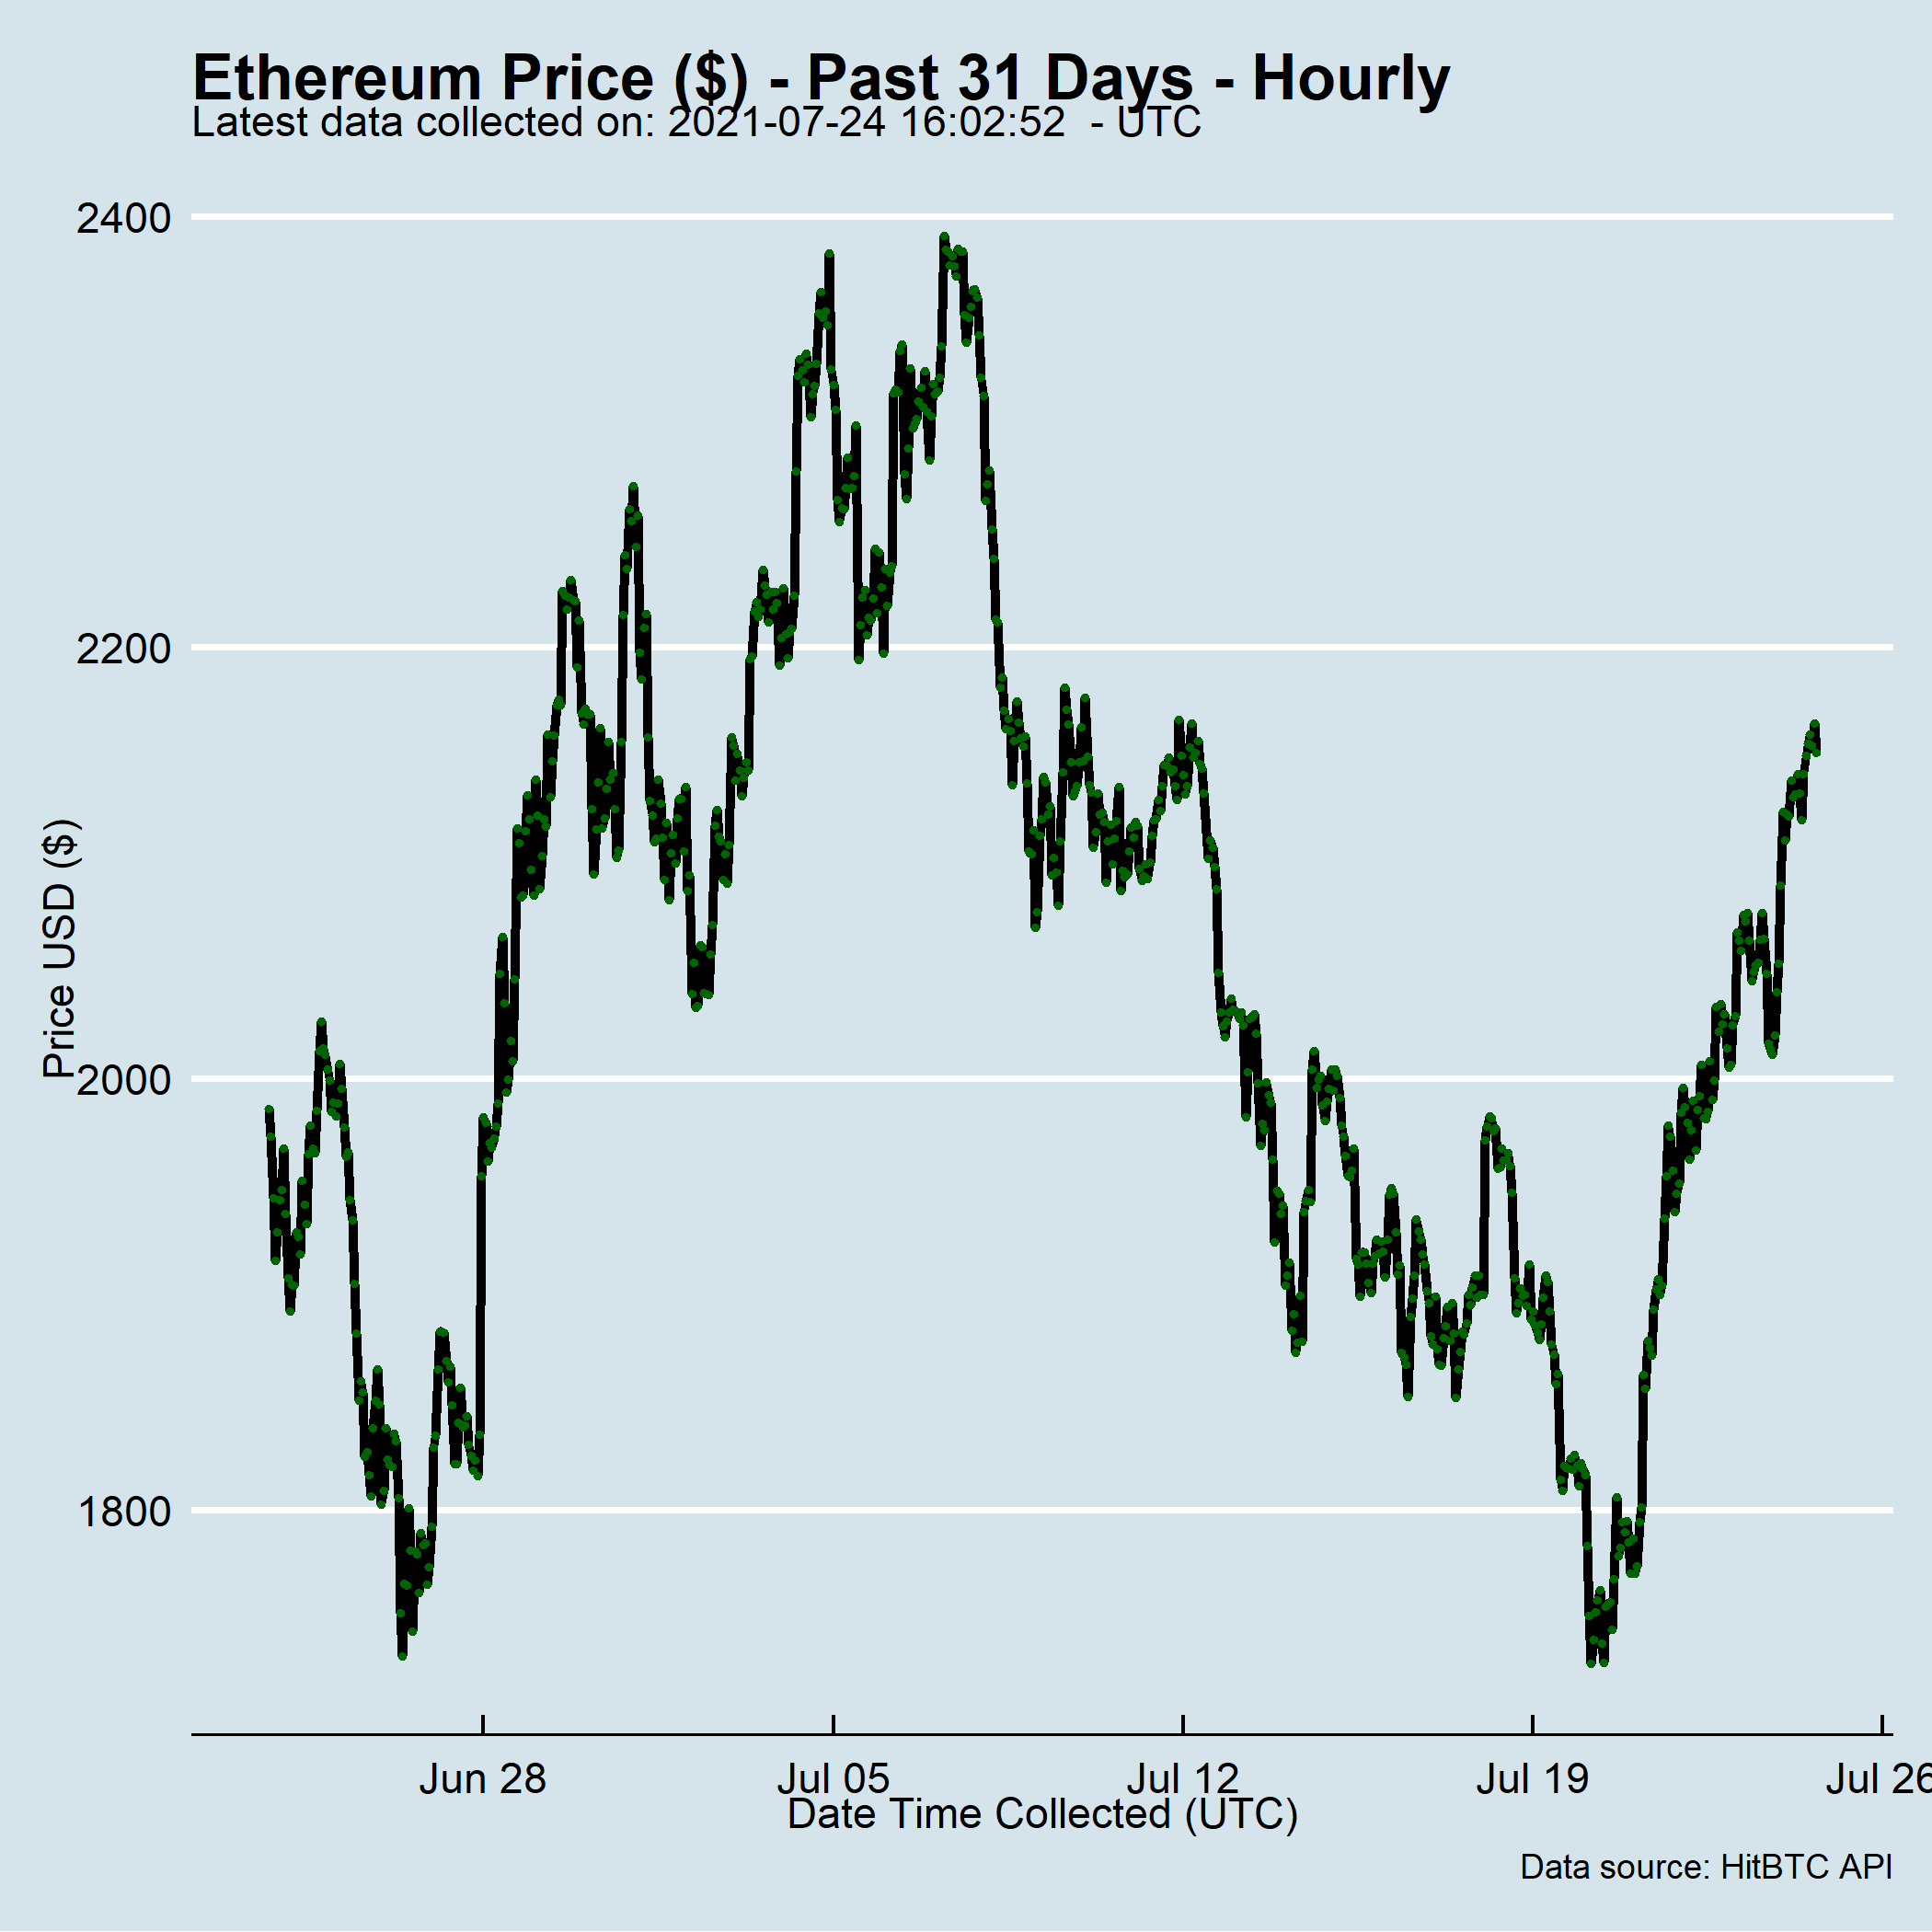 Ethereum Price ($) - Past 31 Days - Hourly
Latest data collected on: 2021-07-24 16:02:52  - UTC
2400
2200
2000
1800
Price USD ($)
Jun 28
Jul 05
Jul 12
Jul 19
Jul 26
Date Time Collected (UTC)
Data source: HitBTC API